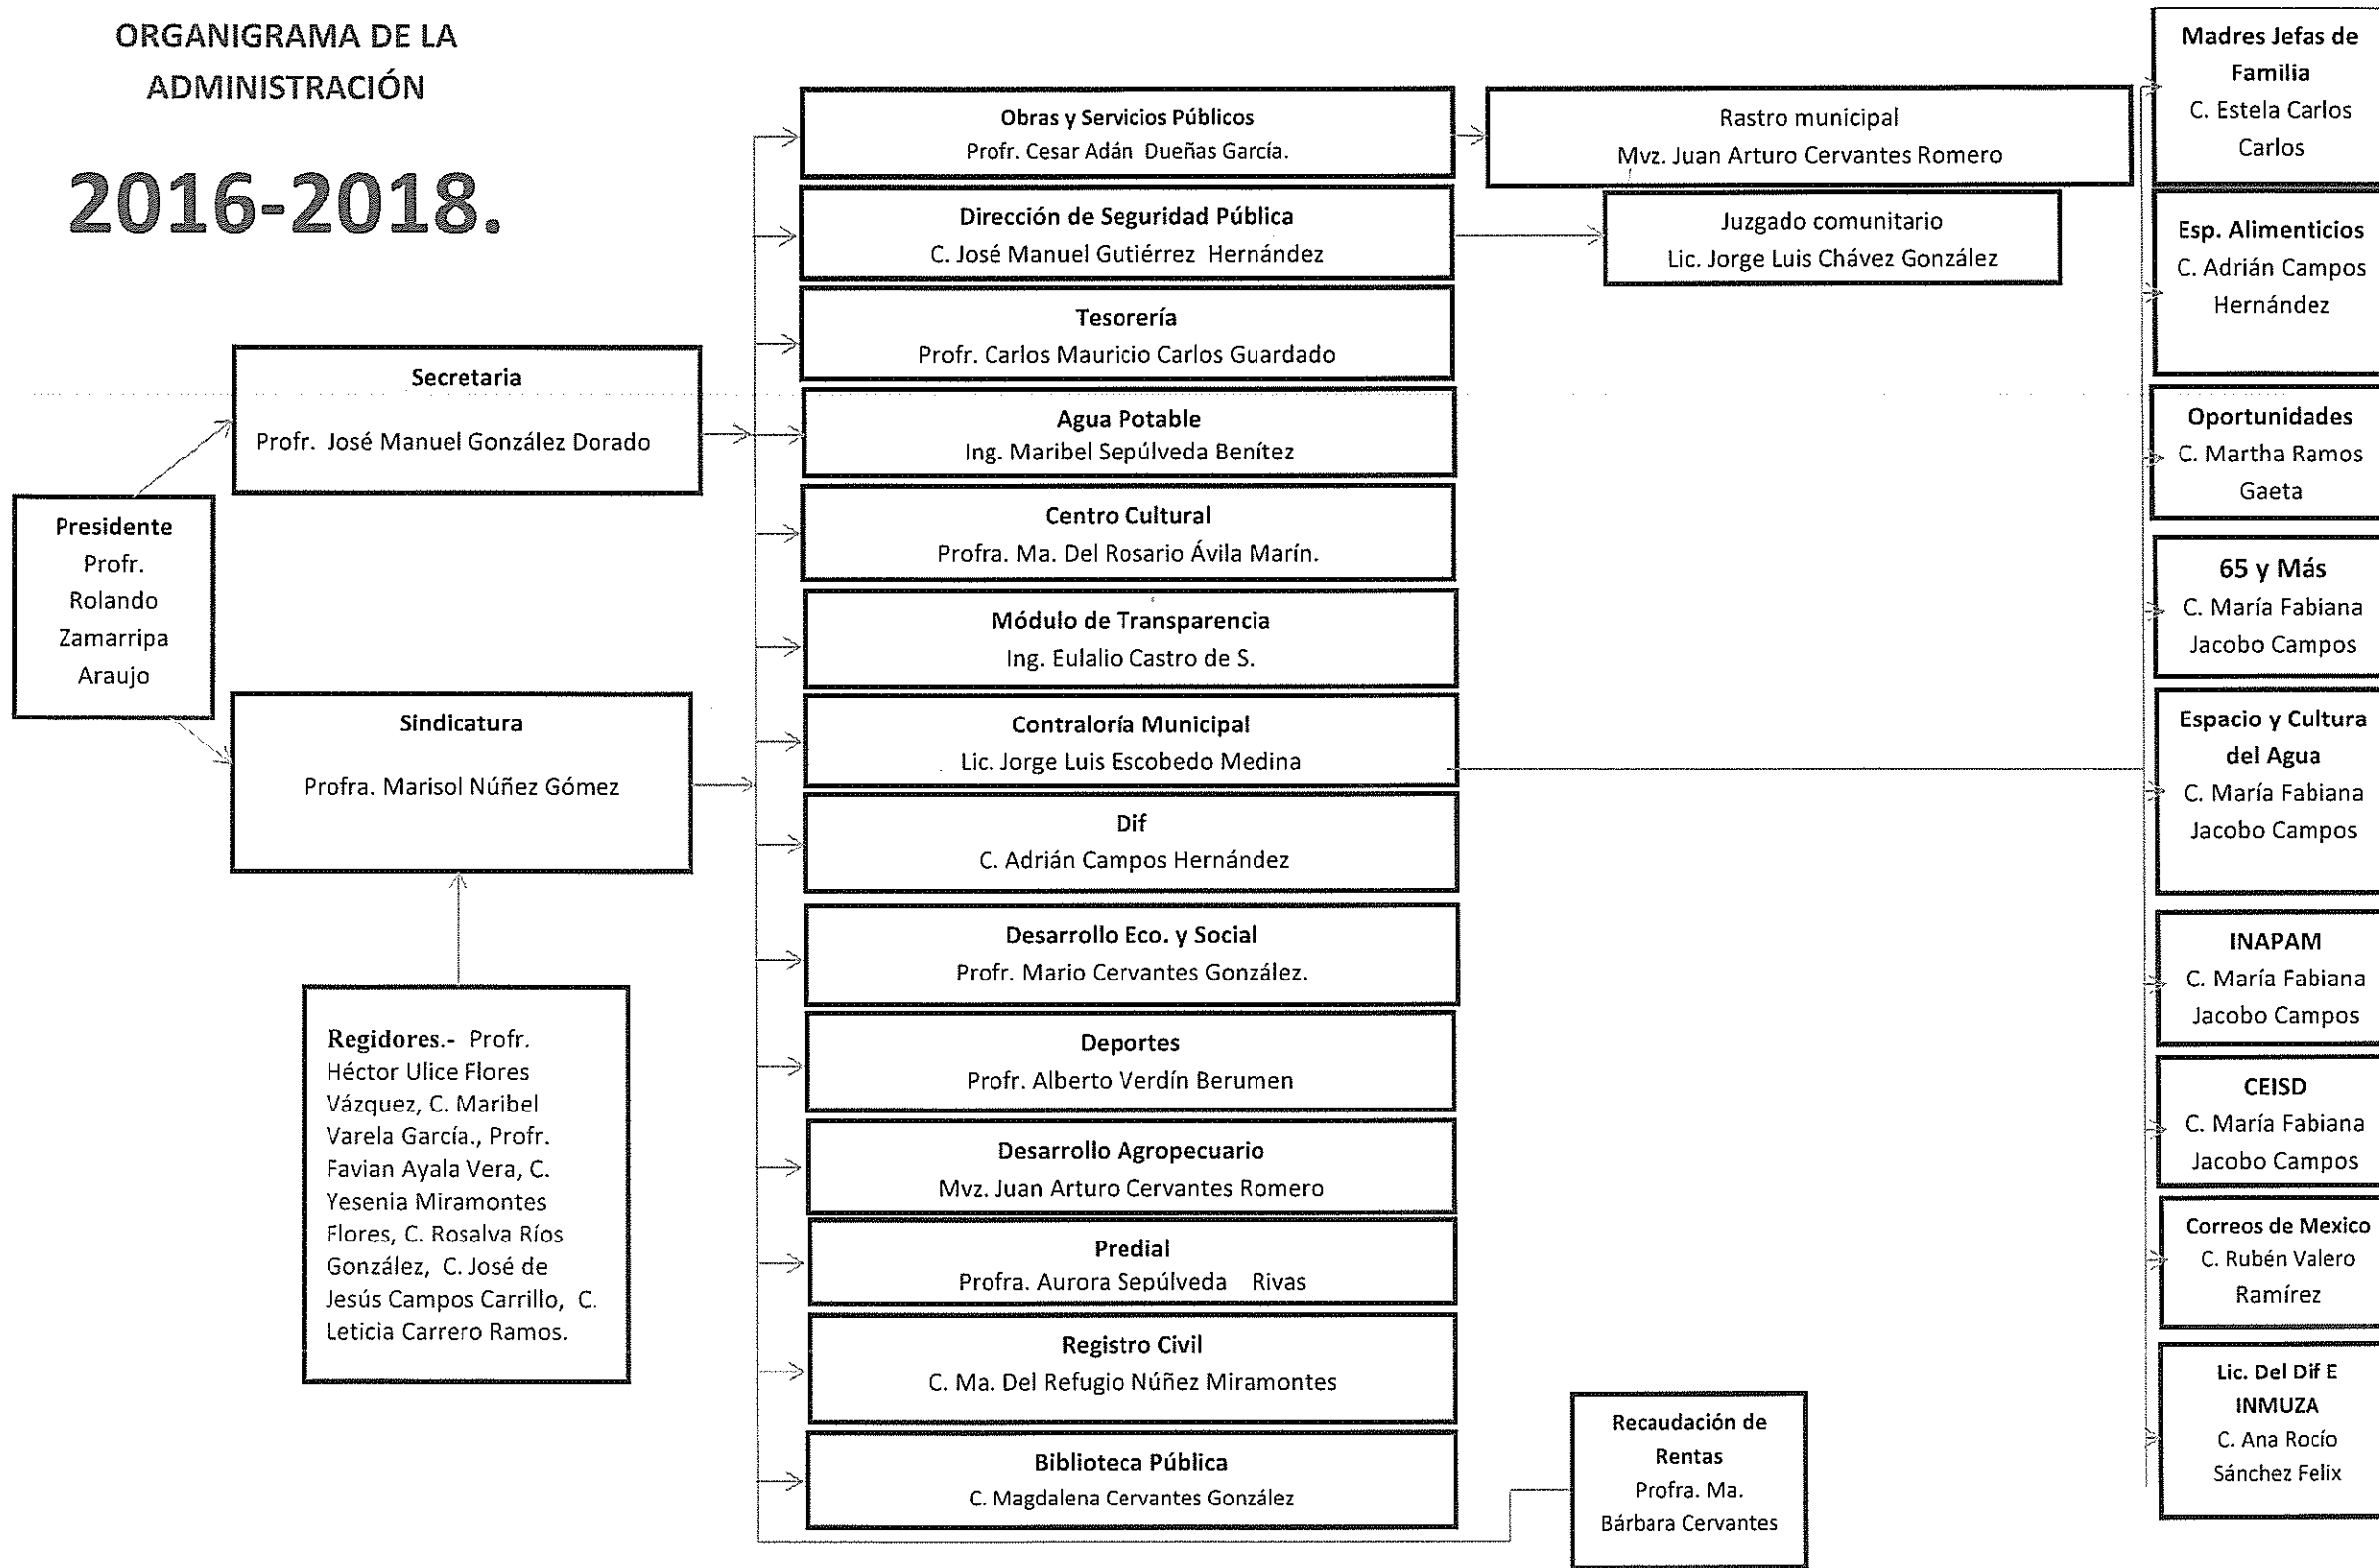 ORGANIGRAMA DE LA
ADMINISTRACIÓN
2016-2018.
Presidente
Profr.
Rolando
Zamarripa
Araujo
Secretaria
Profr. José Manuel González Dorado
Sindicatura
Profra. Marisol Núñez Gómez
Regidores.- Profr.
Héctor Ulice Flores
Vázquez, C. Maribel
Varela García., Profr.
Favian Ayala Vera, C.
Yesenia Miramontes
Flores, C. Rosalva Ríos
González, C. José de
Jesús Campos Carrillo, C.
Leticia Carrero Ramos.
Obras y Servicios Públicos
Profr. Cesar Adán Dueñas García.
Dirección de Seguridad Pública
C. José Manuel Gutiérrez Hernández
Tesorería
Profr. Carlos Mauricio Carlos Guardado
Agua Potable
Ing. Maribel Sepúlveda Benítez
Centro Cultural
Profra. Ma. Del Rosario Ávila Marín.
Módulo de Transparencia
Ing. Eulalio Castro de S.
Contraloría Municipal
Lic. Jorge Luis Escobedo Medina
Dif
C. Adrián Campos Hernández
Desarrollo Eco. y Social
Profr. Mario Cervantes González.
Deportes
Profr. Alberto Verdín Berumen
Desarrollo Agropecuario
Mvz. Juan Arturo Cervantes Romero
Predial
Profra. Aurora Sepúlveda Rivas
Registro Civil
C. Ma. Del Refugio Núñez Miramontes
Biblioteca Pública
C. Magdalena Cervantes González
Rastro municipal
Mvz. Juan Arturo Cervantes Romero
Juzgado comunitario
Lic. Jorge Luis Chávez González
Recaudación de
Rentas
Profra. Ma.
Bárbara Cervantes
Madres Jefas de
Familia
C. Estela Carlos
Carlos
Esp. Alimenticios
C. Adrián Campos
Hernández
Oportunidades
C. Martha Ramos
Gaeta
65 y Más
C. María Fabiana
Jacobo Campos
Espacio y Cultura
del Agua
C. María Fabiana
Jacobo Campos
INAPAM
C. María Fabiana
Jacobo Campos
CEISD
C. María Fabiana
Jacobo Campos
Correos de Mexico
C. Rubén Valero
Ramírez
Lic. Del Dif E
INMUZA
C. Ana Rocío
Sánchez Felix